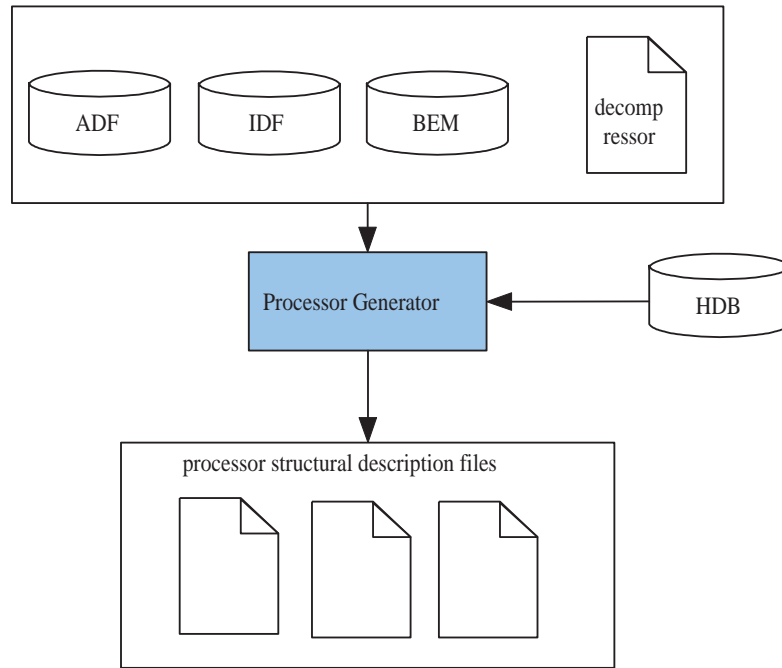 ADF
IDF
BEM
decomp
ressor
Processor Generator
HDB
processor structural description files